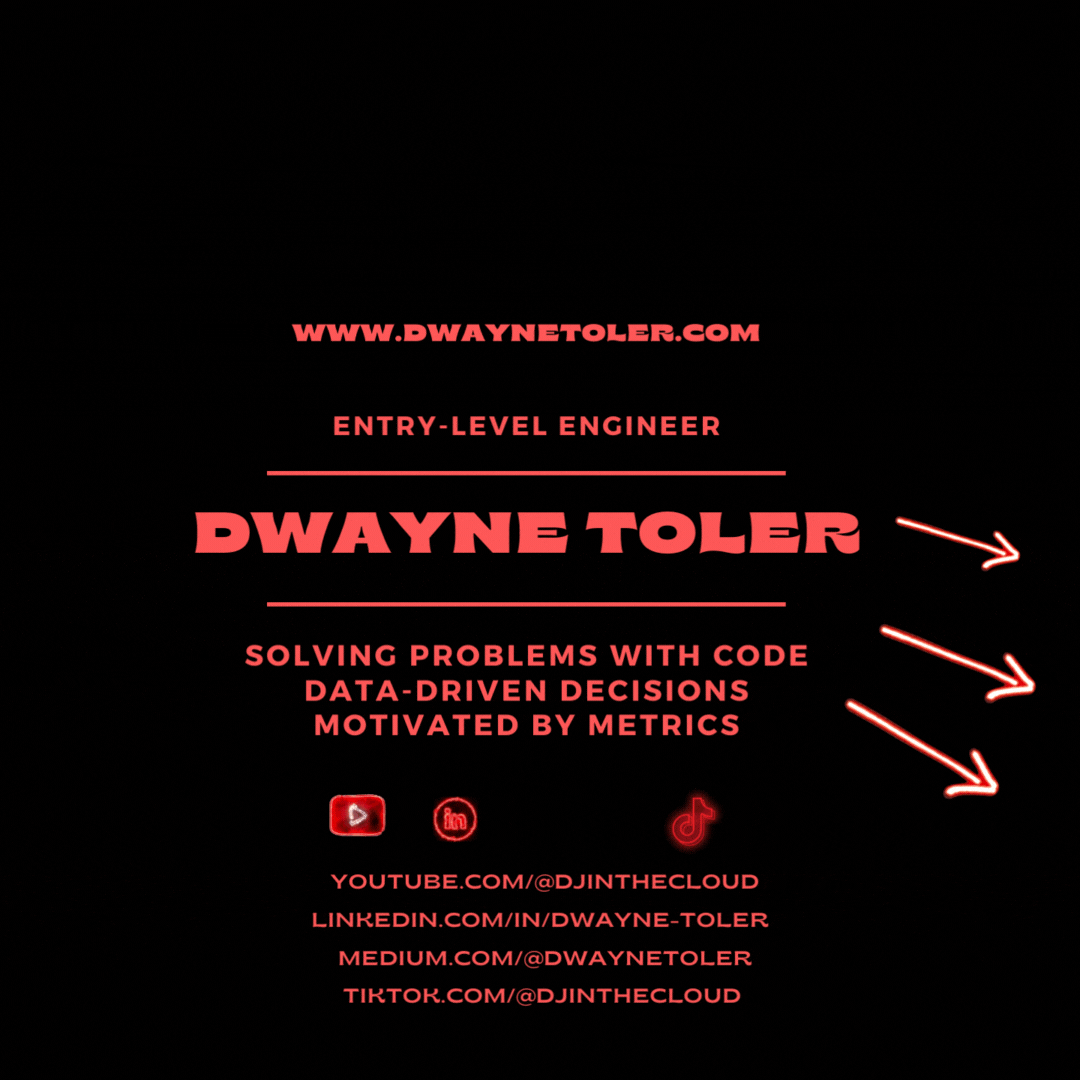 WWW.DWAYNETOLER.COM
ENTRY-LEVEL ENGINEER
DWAYNE TOLER
SOLVING PROBLEMS WITH CODE
DATA-DRIVEN DECISIONS
MOTIVATED BY METRICS
in
YOUTUBE.COM/@DJINTHECLOUD
LINKEDIN.COM/IN/DWAYNE-TOLER
MEDIUM.COM/@DWAYNETOLER
TIKTOK.COM/@DJINTHECLOUD